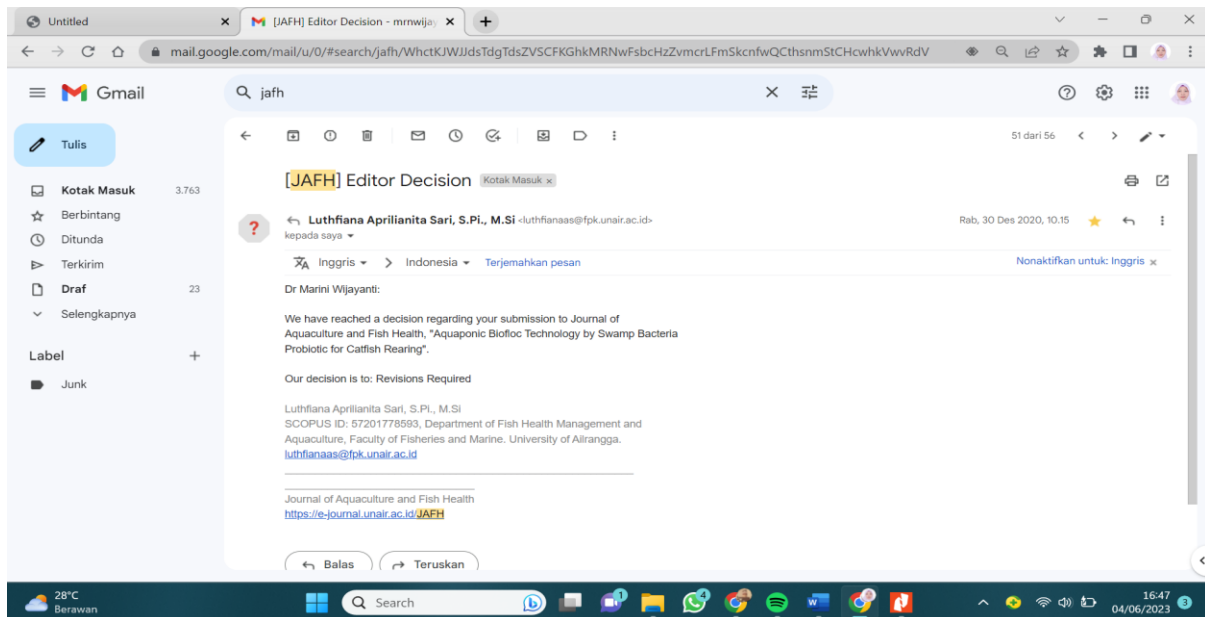 Untitled
[JAFH] Editor Decision - mrnwijay
mail.google.com/mail/u/0/#search/jafh/WhctKJWJJdsTdgTdsZVSCFKGhkMRNwFsbcHzZvmcrLFmSkcnfwQCthsnmStCHcwhkVwvRdV
Gmail
jafh
Tulis
51 dari 56
Kotak Masuk 3.763
Berbintang
Ditunda
Terkirim
Draf 23
Selengkapnya
Label
Junk
[JAFH] Editor Decision Kotak Masuk x
Luthfiana Aprilianita Sari, S.Pi., M.Si <luthfianaas@fpk.unair.ac.id>
Rab, 30 Des 2020, 10.15
kepada saya
Inggris > Indonesia Terjemahkan pesan
Nonaktifkan untuk: Inggris x
Dr Marini Wijayanti:
We have reached a decision regarding your submission to Journal of
Aquaculture and Fish Health, "Aquaponic Biofloc Technology by Swamp Bacteria
Probiotic for Catfish Rearing".
Our decision is to: Revisions Required
Luthfiana Aprilianita Sari, S.Pi., M.Si
SCOPUS ID: 57201778593, Department of Fish Health Management and
Aquaculture, Faculty of Fisheries and Marine. University of Ailrangga.
luthfianaas@fpk.unair.ac.id
Journal of Aquaculture and Fish Health
https://e-journal.unair.ac.id/JAFH
Balas
Teruskan
28°C
Berawan
Search
1
4
16:47
04/06/2023
3